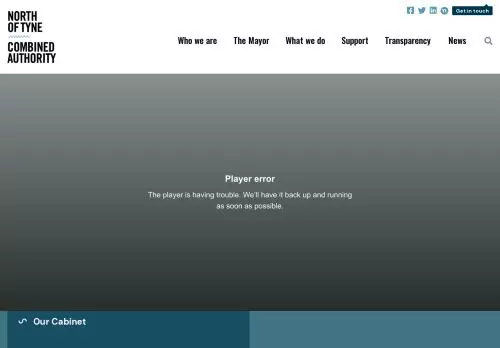 NORTH
OF TYNE
COMBINED
AUTHORITY
Get in touch
Who we are The Mayor What we do Support Transparency News
Player error
The player is having trouble. We'll have it back up and running
as soon as possible.
Our Cabinet